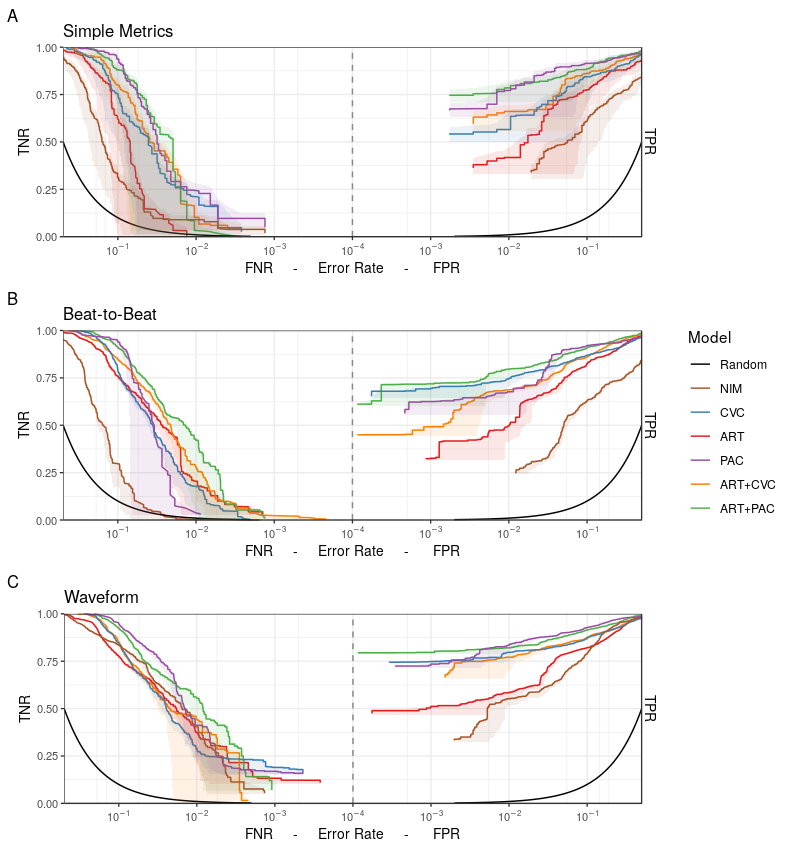 A
Simple Metrics
1.00
0.75
0.50
0.25
0.00
TNR
TPR
10⁻¹ 10⁻² 10⁻³ 10⁻⁴ 10⁻³ 10⁻² 10⁻¹
FNR - Error Rate - FPR
B
Beat-to-Beat
1.00
0.75
0.50
0.25
0.00
TNR
TPR
10⁻¹ 10⁻² 10⁻³ 10⁻⁴ 10⁻³ 10⁻² 10⁻¹
FNR - Error Rate - FPR
Model
Random
NIM
CVC
ART
PAC
ART+CVC
ART+PAC
C
Waveform
1.00
0.75
0.50
0.25
0.00
TNR
TPR
10⁻¹ 10⁻² 10⁻³ 10⁻⁴ 10⁻³ 10⁻² 10⁻¹
FNR - Error Rate - FPR